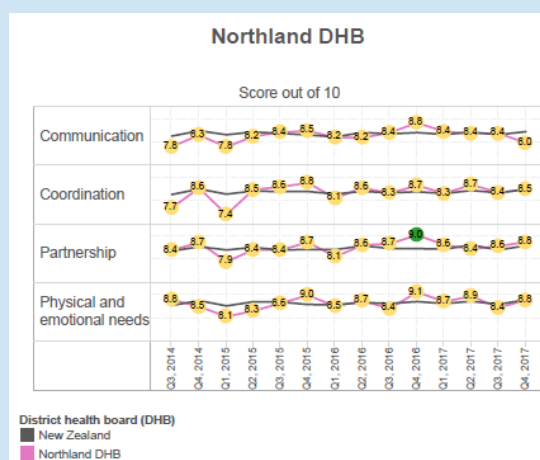 Northland DHB
Score out of 10
Communication
7.8 8.3 7.8 8.2 8.4 8.5 8.2 8.2 8.4 8.8 8.4 8.4 8.4 8.0
Coordination
7.7 8.6 7.4 8.5 8.6 8.8 8.1 8.6 8.3 8.7 8.3 8.7 8.4 8.5
Partnership
8.4 8.7 7.9 8.4 8.4 8.7 8.1 8.6 8.7 9.0 8.6 8.4 8.6 8.8
Physical and
emotional needs
8.8 8.5 8.1 8.3 8.6 9.0 8.5 8.7 8.4 9.1 8.7 8.9 8.4 8.8
Q3, 2014
Q4, 2014
Q1, 2015
Q2, 2015
Q3, 2015
Q4, 2015
Q1, 2016
Q2, 2016
Q3, 2016
Q4, 2016
Q1, 2017
Q2, 2017
Q3, 2017
Q4, 2017
District health board (DHB)
New Zealand
Northland DHB